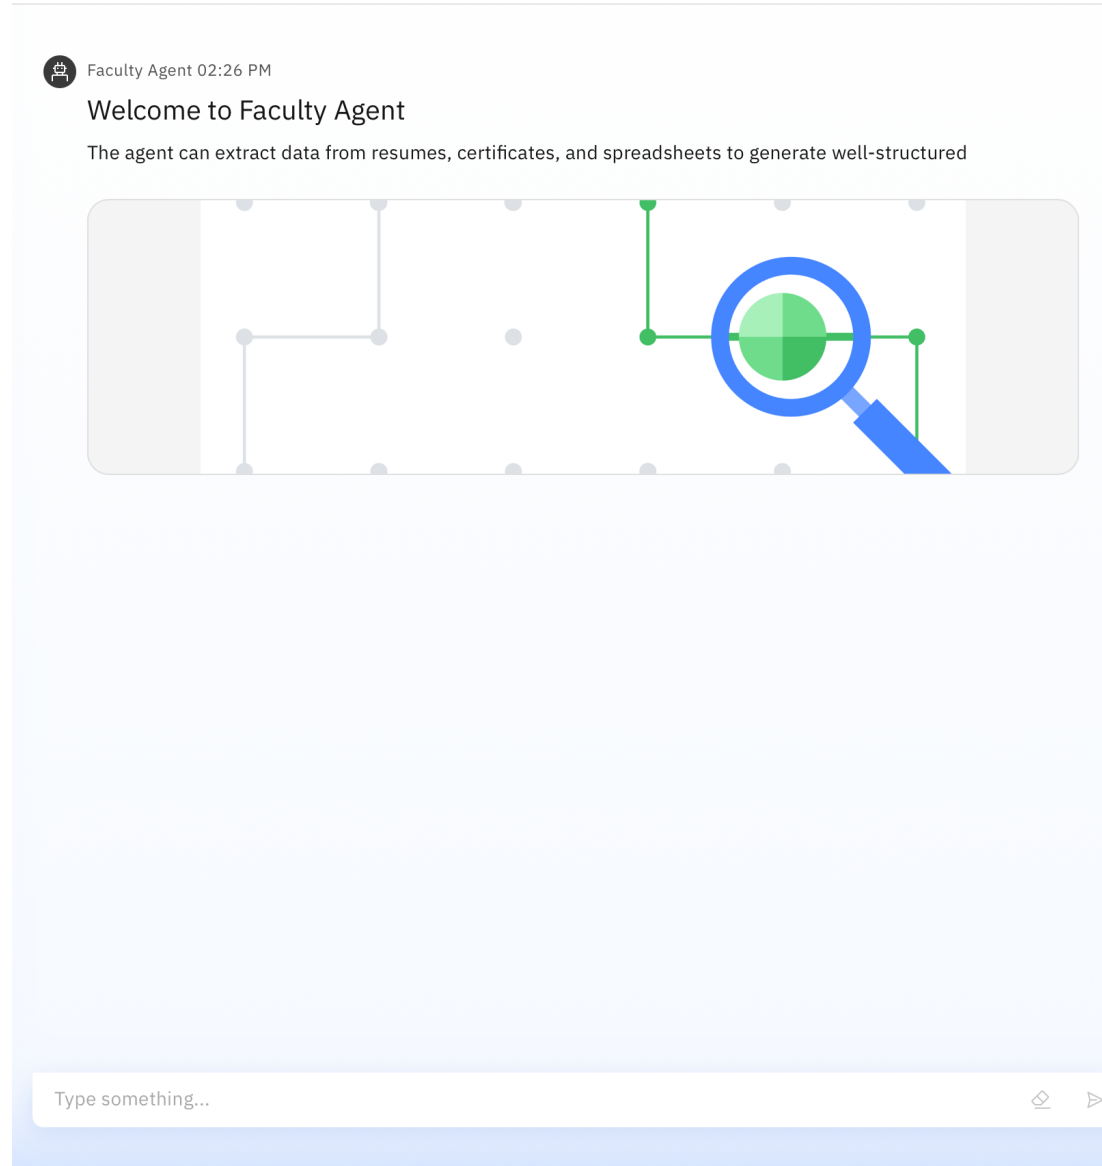 Faculty Agent 02:26 PM
Welcome to Faculty Agent
The agent can extract data from resumes, certificates, and spreadsheets to generate well-structured
Type something...